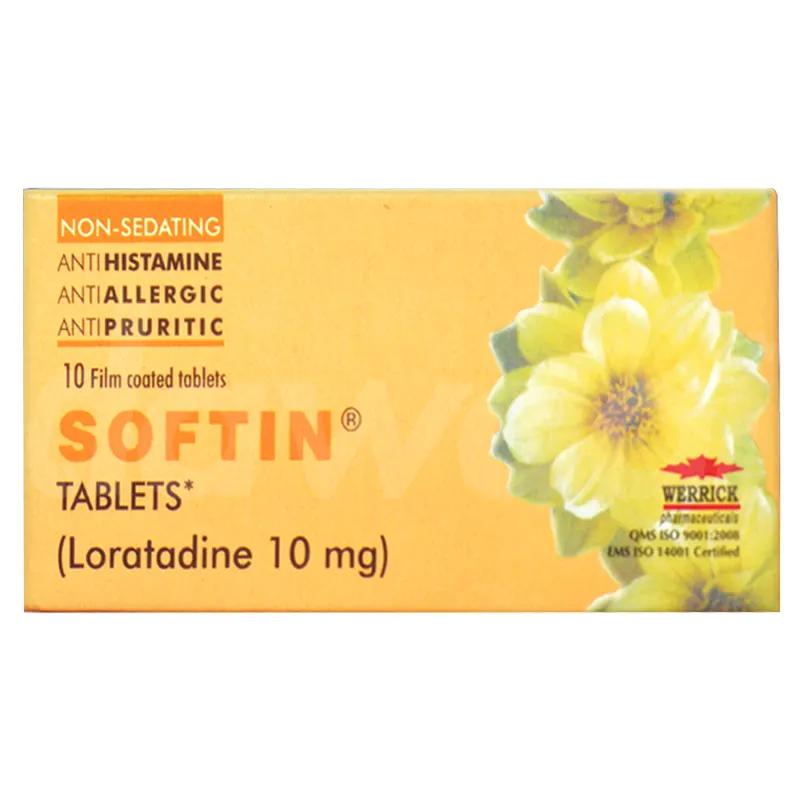 NON-SEDATING
ANTIHISTAMINE
ANTIALLERGIC
ANTIPRURITIC
10 Film coated tablets
SOFTIN®
TABLETS*
(Loratadine 10 mg)
WERRICK
pharmaceuticals
QMS ISO 9001:2008
EMS ISO 14001 Certified